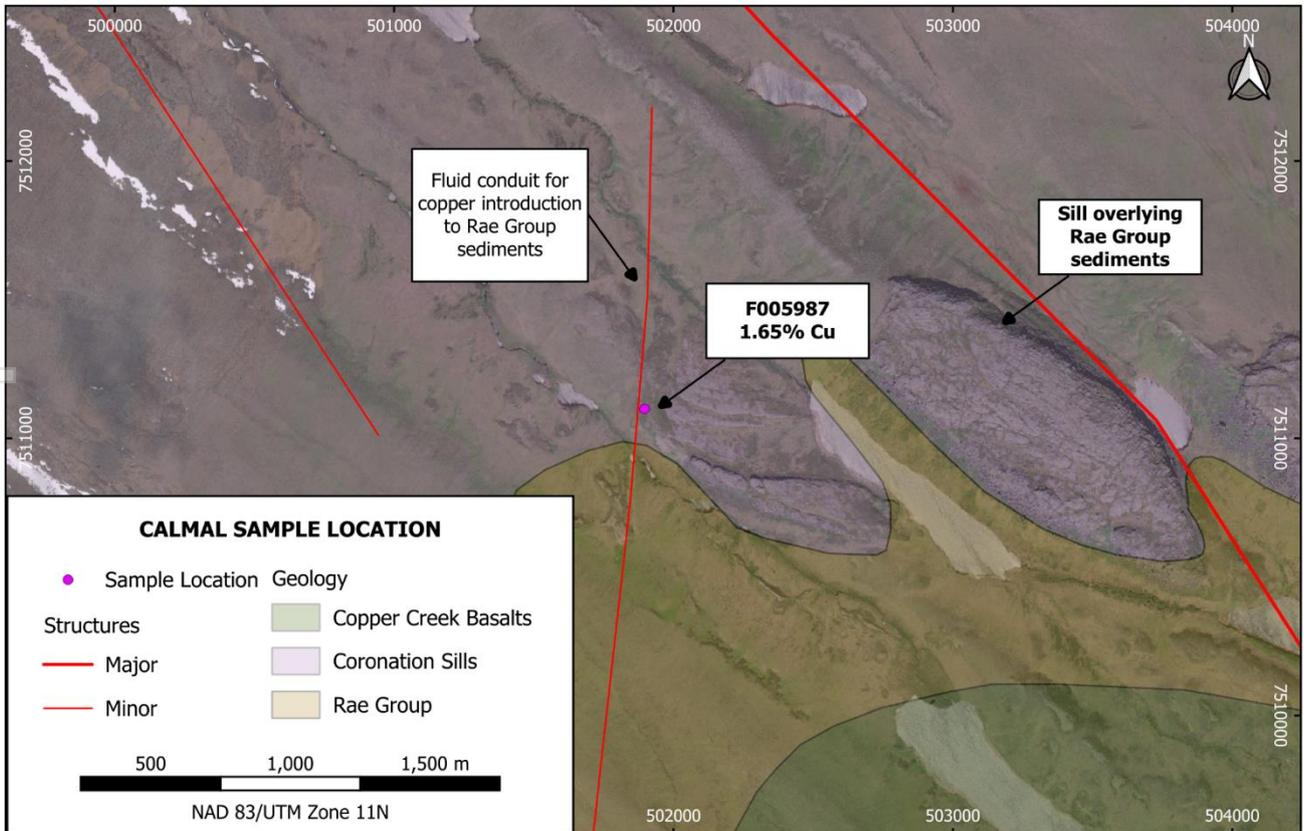 500000
501000
502000
503000
504000
N
7512000
7512000
Fluid conduit for
copper introduction
to Rae Group
sediments
Sill overlying
Rae Group
sediments
F005987
1.65% Cu
7511000
7511000
CALMAL SAMPLE LOCATION
Sample Location
Geology
Structures
Copper Creek Basalts
Major
Coronation Sills
Minor
Rae Group
7510000
500
1,000
1,500 m
NAD 83/UTM Zone 11N
502000
503000
504000